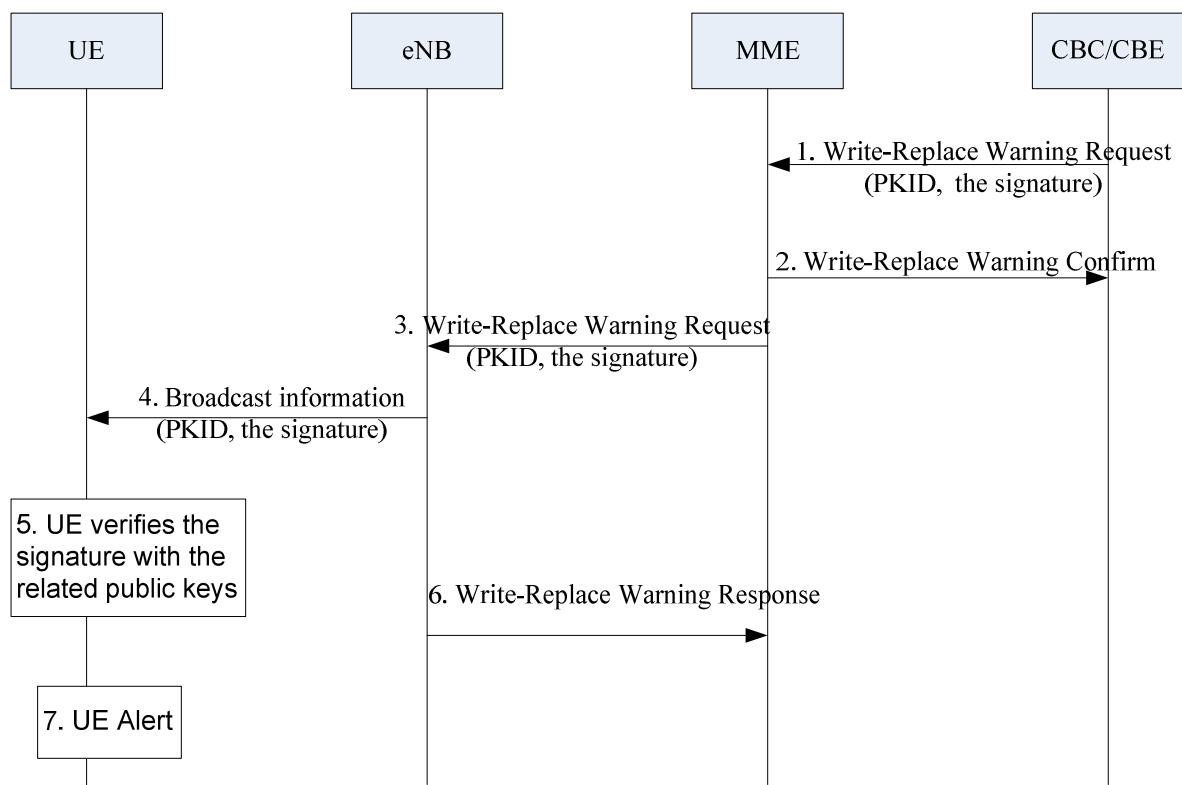 UE
eNB
MME
CBC/CBE
1. Write-Replace Warning Request
(PKID, the signature)
2. Write-Replace Warning Confirm
3. Write-Replace Warning Request
(PKID, the signature)
4. Broadcast information
(PKID, the signature)
5. UE verifies the
signature with the
related public keys
6. Write-Replace Warning Response
7. UE Alert